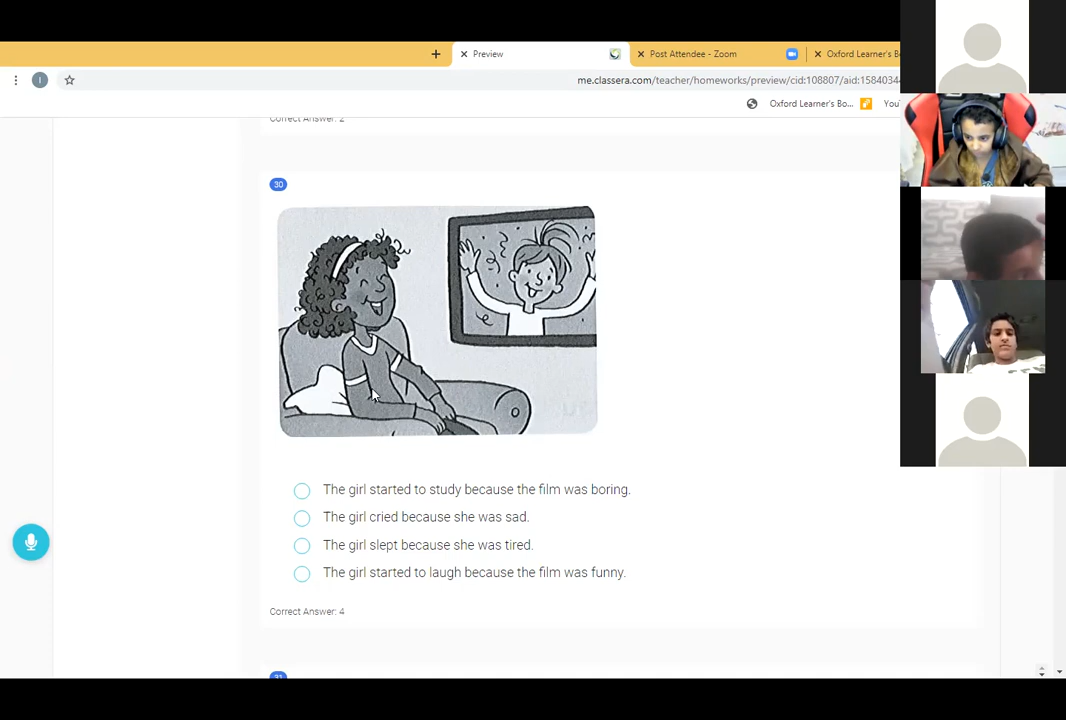 Preview
Post Attendee - Zoom
Oxford Learner's Bo
me.classera.com/teacher/homeworks/preview/cid:108807/aid:1584034
Oxford Learner's Bo...
You
Correct Answer: 2
30
The girl started to study because the film was boring.
The girl cried because she was sad.
The girl slept because she was tired.
The girl started to laugh because the film was funny.
Correct Answer: 4
31